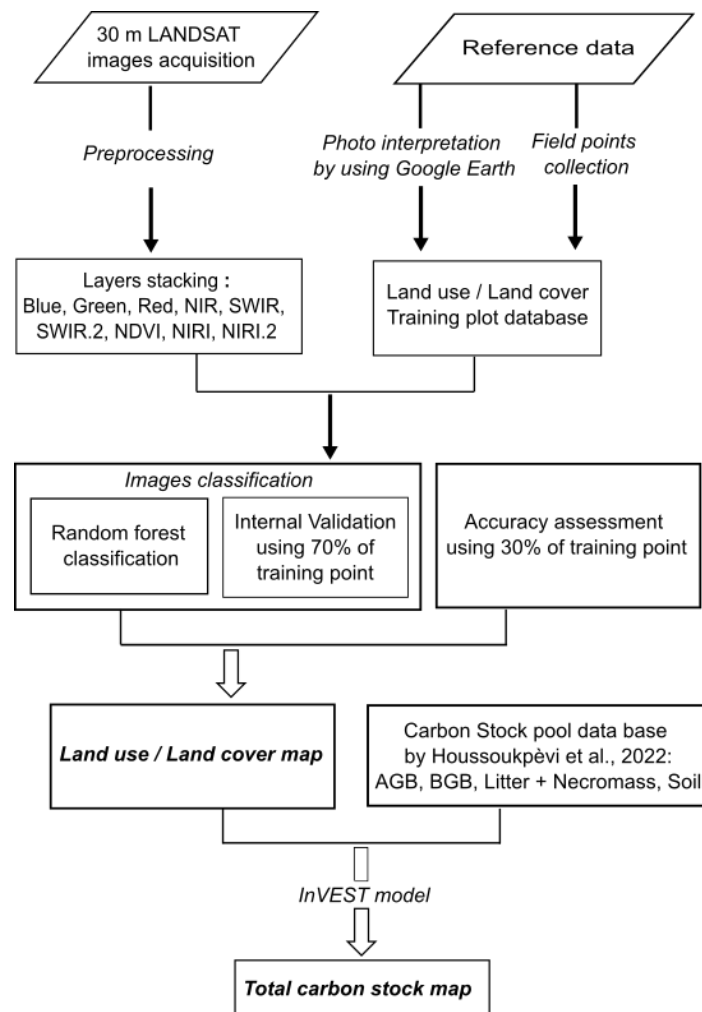 30 m LANDSAT
images acquisition
Reference data
Preprocessing
Photo interpretation
by using Google Earth
Field points
collection
Layers stacking :
Blue, Green, Red, NIR, SWIR,
SWIR.2, NDVI, NIRI, NIRI.2
Land use / Land cover
Training plot database
Images classification
Random forest
classification
Internal Validation
using 70% of
training point
Accuracy assessment
using 30% of training point
Land use / Land cover map
Carbon Stock pool data base
by Houssoukpèvi et al., 2022:
AGB, BGB, Litter + Necromass, Soil
InVEST model
Total carbon stock map